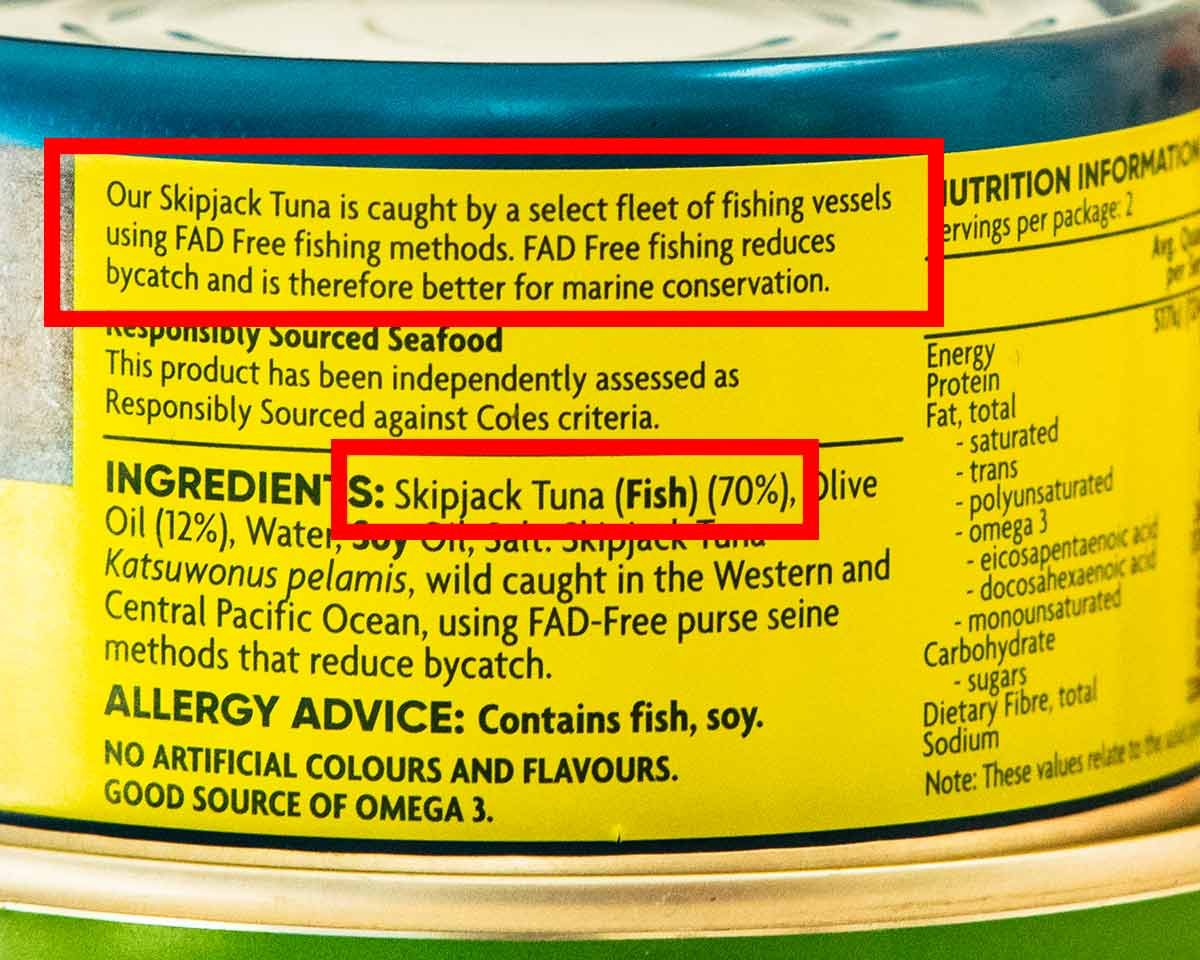 Our Skipjack Tuna is caught by a select fleet of fishing vessels
using FAD Free fishing methods. FAD Free fishing reduces
bycatch and is therefore better for marine conservation.
Responsibly Sourced Seafood
This product has been independently assessed as
Responsibly Sourced against Coles criteria.
INGREDIENTS: Skipjack Tuna (Fish) (70%), Olive
Oil (12%), Water, Soy Oil, Salt. Skipjack Tuna
Katsuwonus pelamis, wild caught in the Western and
Central Pacific Ocean, using FAD-Free purse seine
methods that reduce bycatch.
ALLERGY ADVICE: Contains fish, soy.
NO ARTIFICIAL COLOURS AND FLAVOURS.
GOOD SOURCE OF OMEGA 3.
NUTRITION INFORMATION
ervings per package: 2
Avg.
per
Energy
Protein
Fat, total
- saturated
- trans
- polyunsaturated
- omega 3
- eicosapentaenoic acid
- docosahexaenoic acid
- monounsaturated
Carbohydrate
- sugars
Dietary Fibre, total
Sodium
Note: These values relate to the